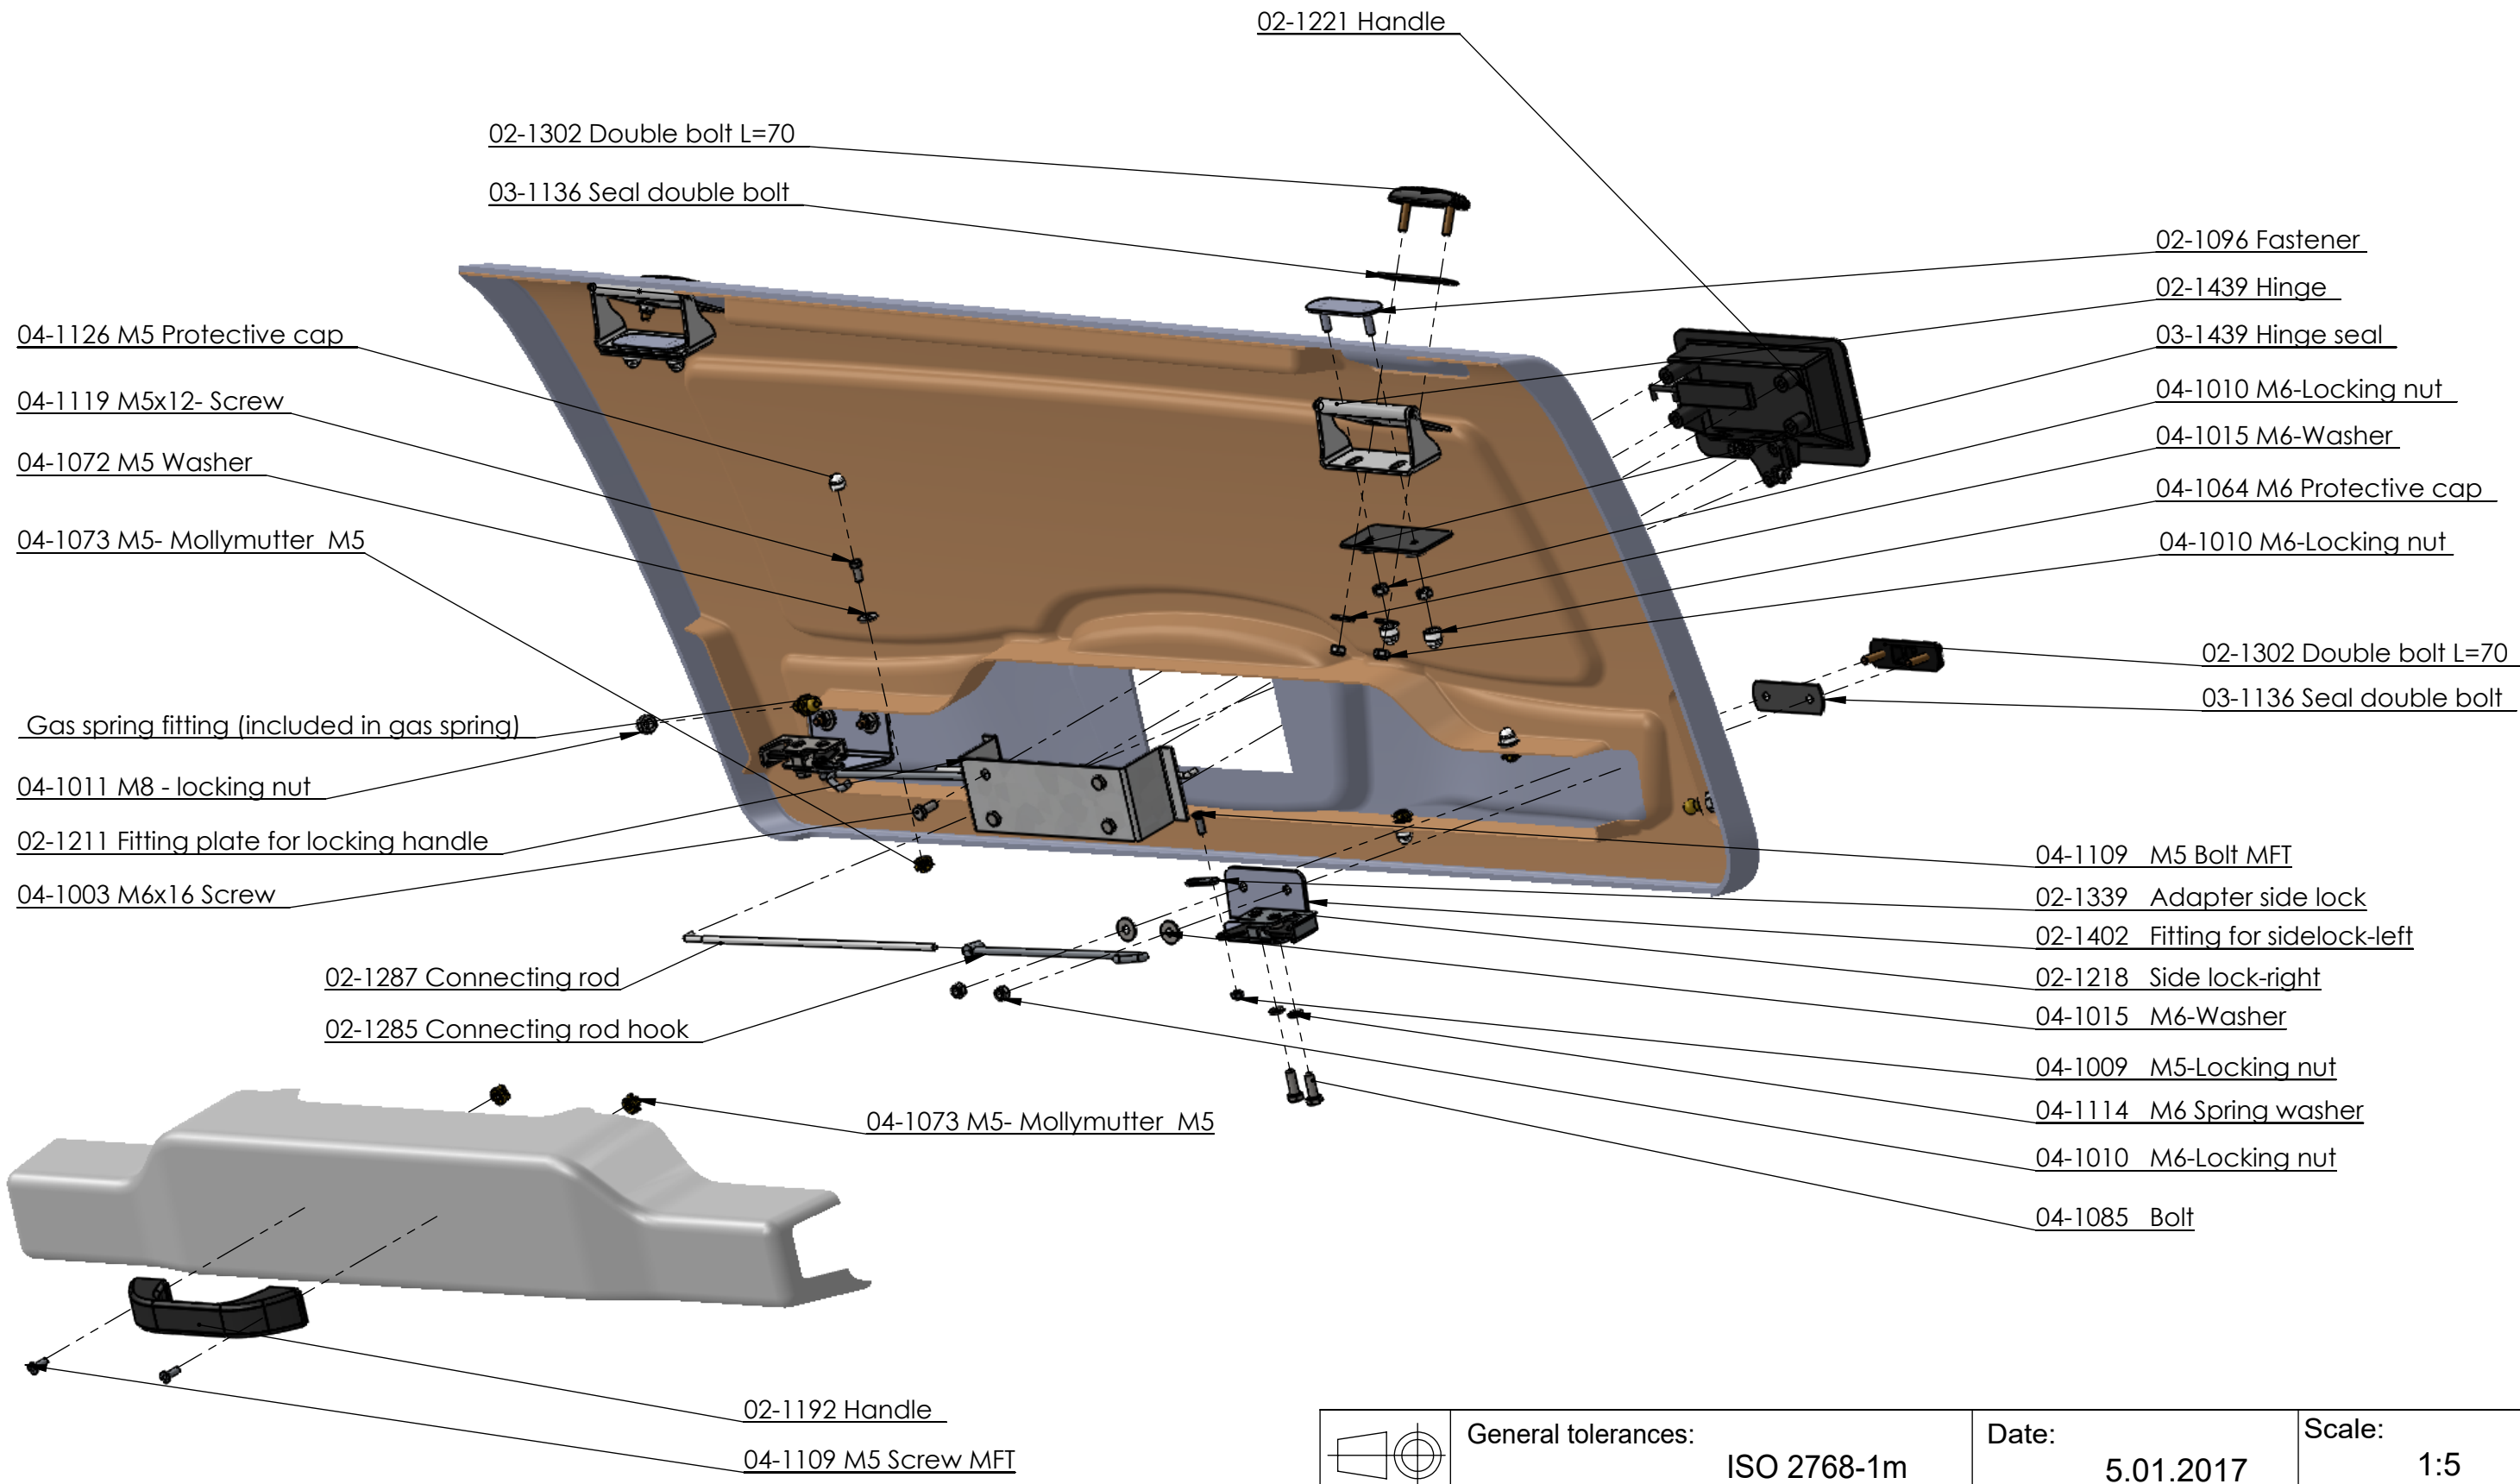 02-1221 Handle
02-1302 Double bolt L=70
03-1136 Seal double bolt
02-1096 Fastener
02-1439 Hinge
03-1439 Hinge seal
04-1010 M6-Locking nut
04-1015 M6-Washer
04-1064 M6 Protective cap
04-1010 M6-Locking nut
04-1126 M5 Protective cap
04-1119 M5x12- Screw
04-1072 M5 Washer
04-1073 M5- Mollymutter M5
02-1302 Double bolt L=70
03-1136 Seal double bolt
Gas spring fitting (included in gas spring)
04-1011 M8 - locking nut
02-1211 Fitting plate for locking handle
04-1003 M6x16 Screw
04-1109 M5 Bolt MFT
02-1339 Adapter side lock
02-1402 Fitting for sidelock-left
02-1218 Side lock-right
04-1015 M6-Washer
04-1009 M5-Locking nut
04-1114 M6 Spring washer
04-1010 M6-Locking nut
04-1085 Bolt
02-1287 Connecting rod
02-1285 Connecting rod hook
04-1073 M5- Mollymutter M5
02-1192 Handle
04-1109 M5 Screw MFT
General tolerances:
ISO 2768-1m
Date:
5.01.2017
Scale:
1:5